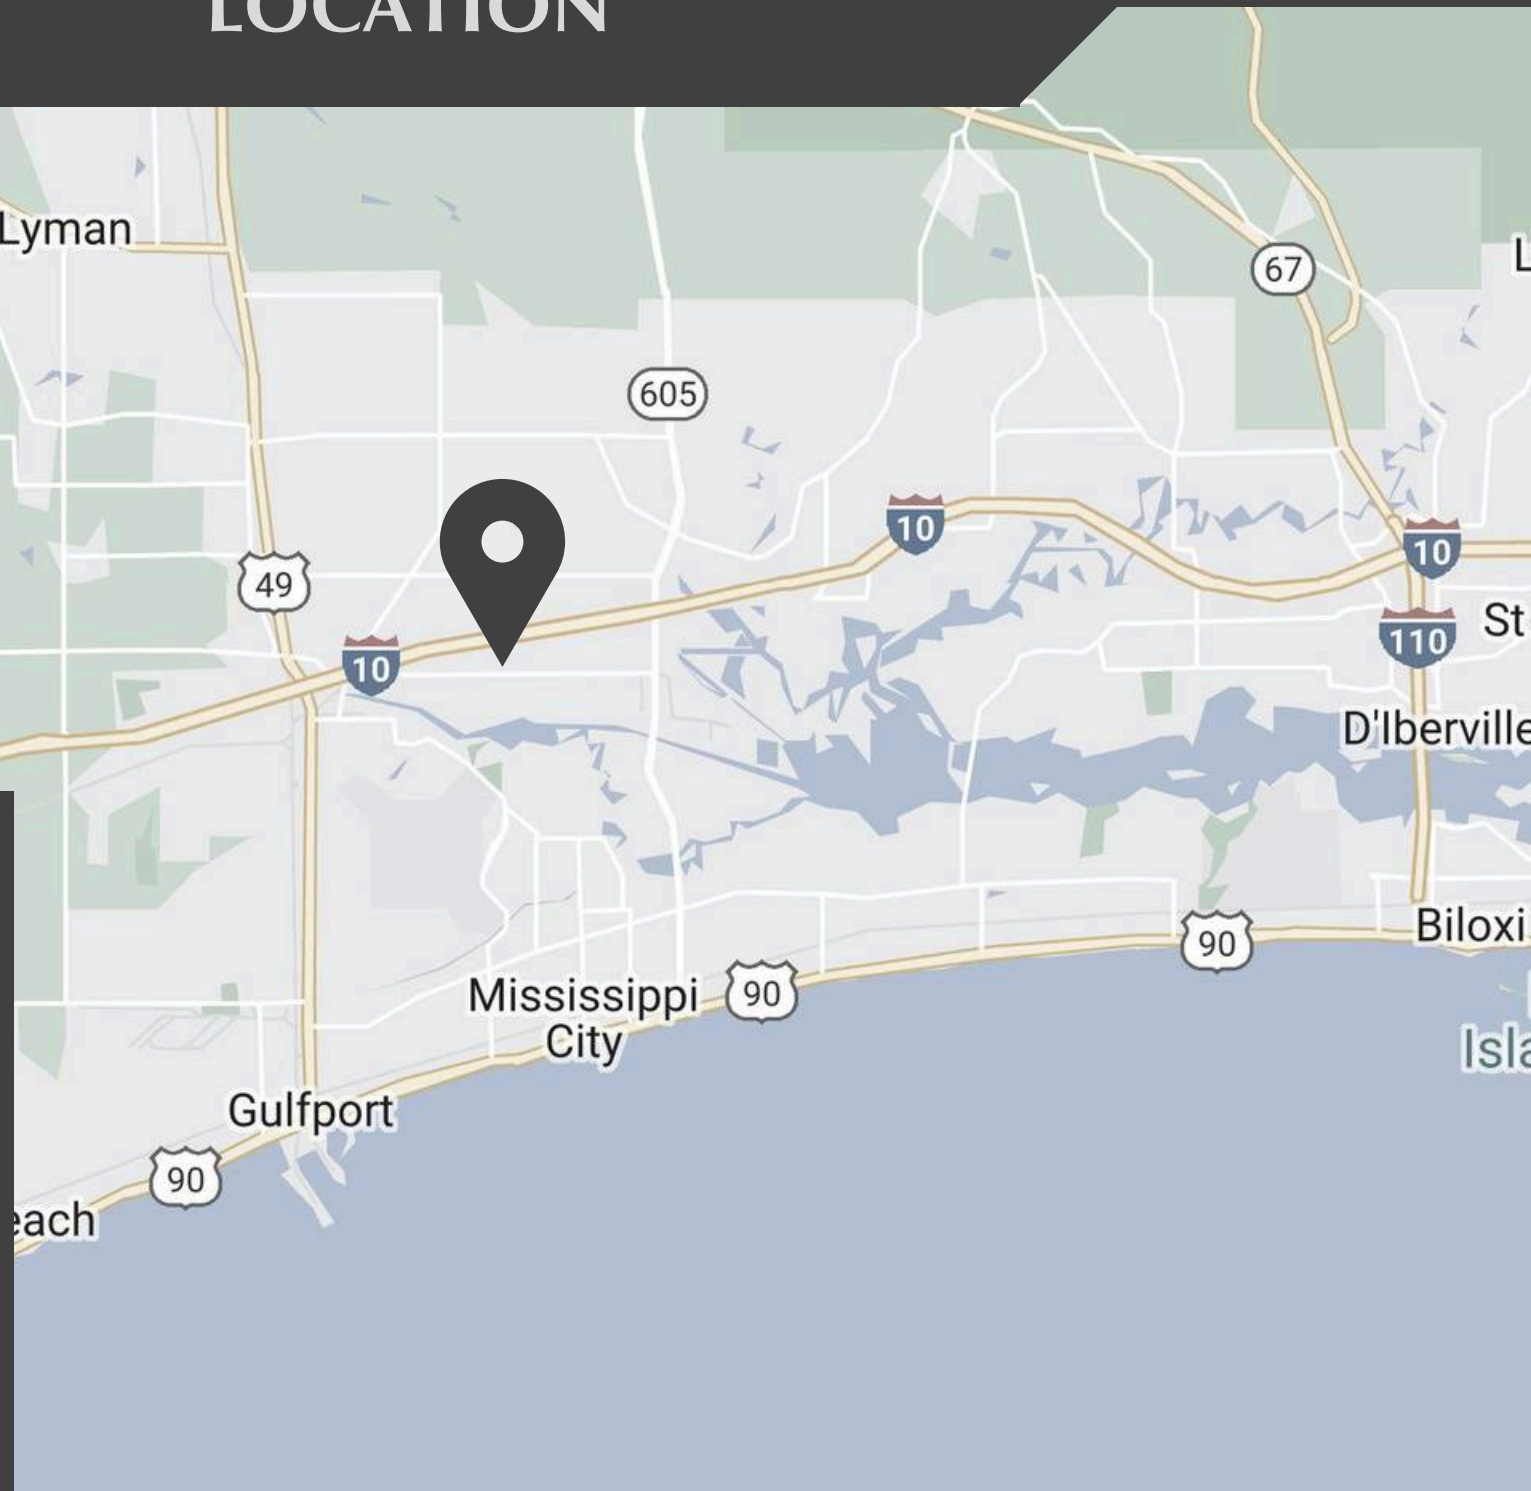 LOCATION
Lyman
67
L
605
10
49
10
10
110
St
D'Iberville
90
Biloxi
Mississippi
City
90
Isla
Gulfport
90
each